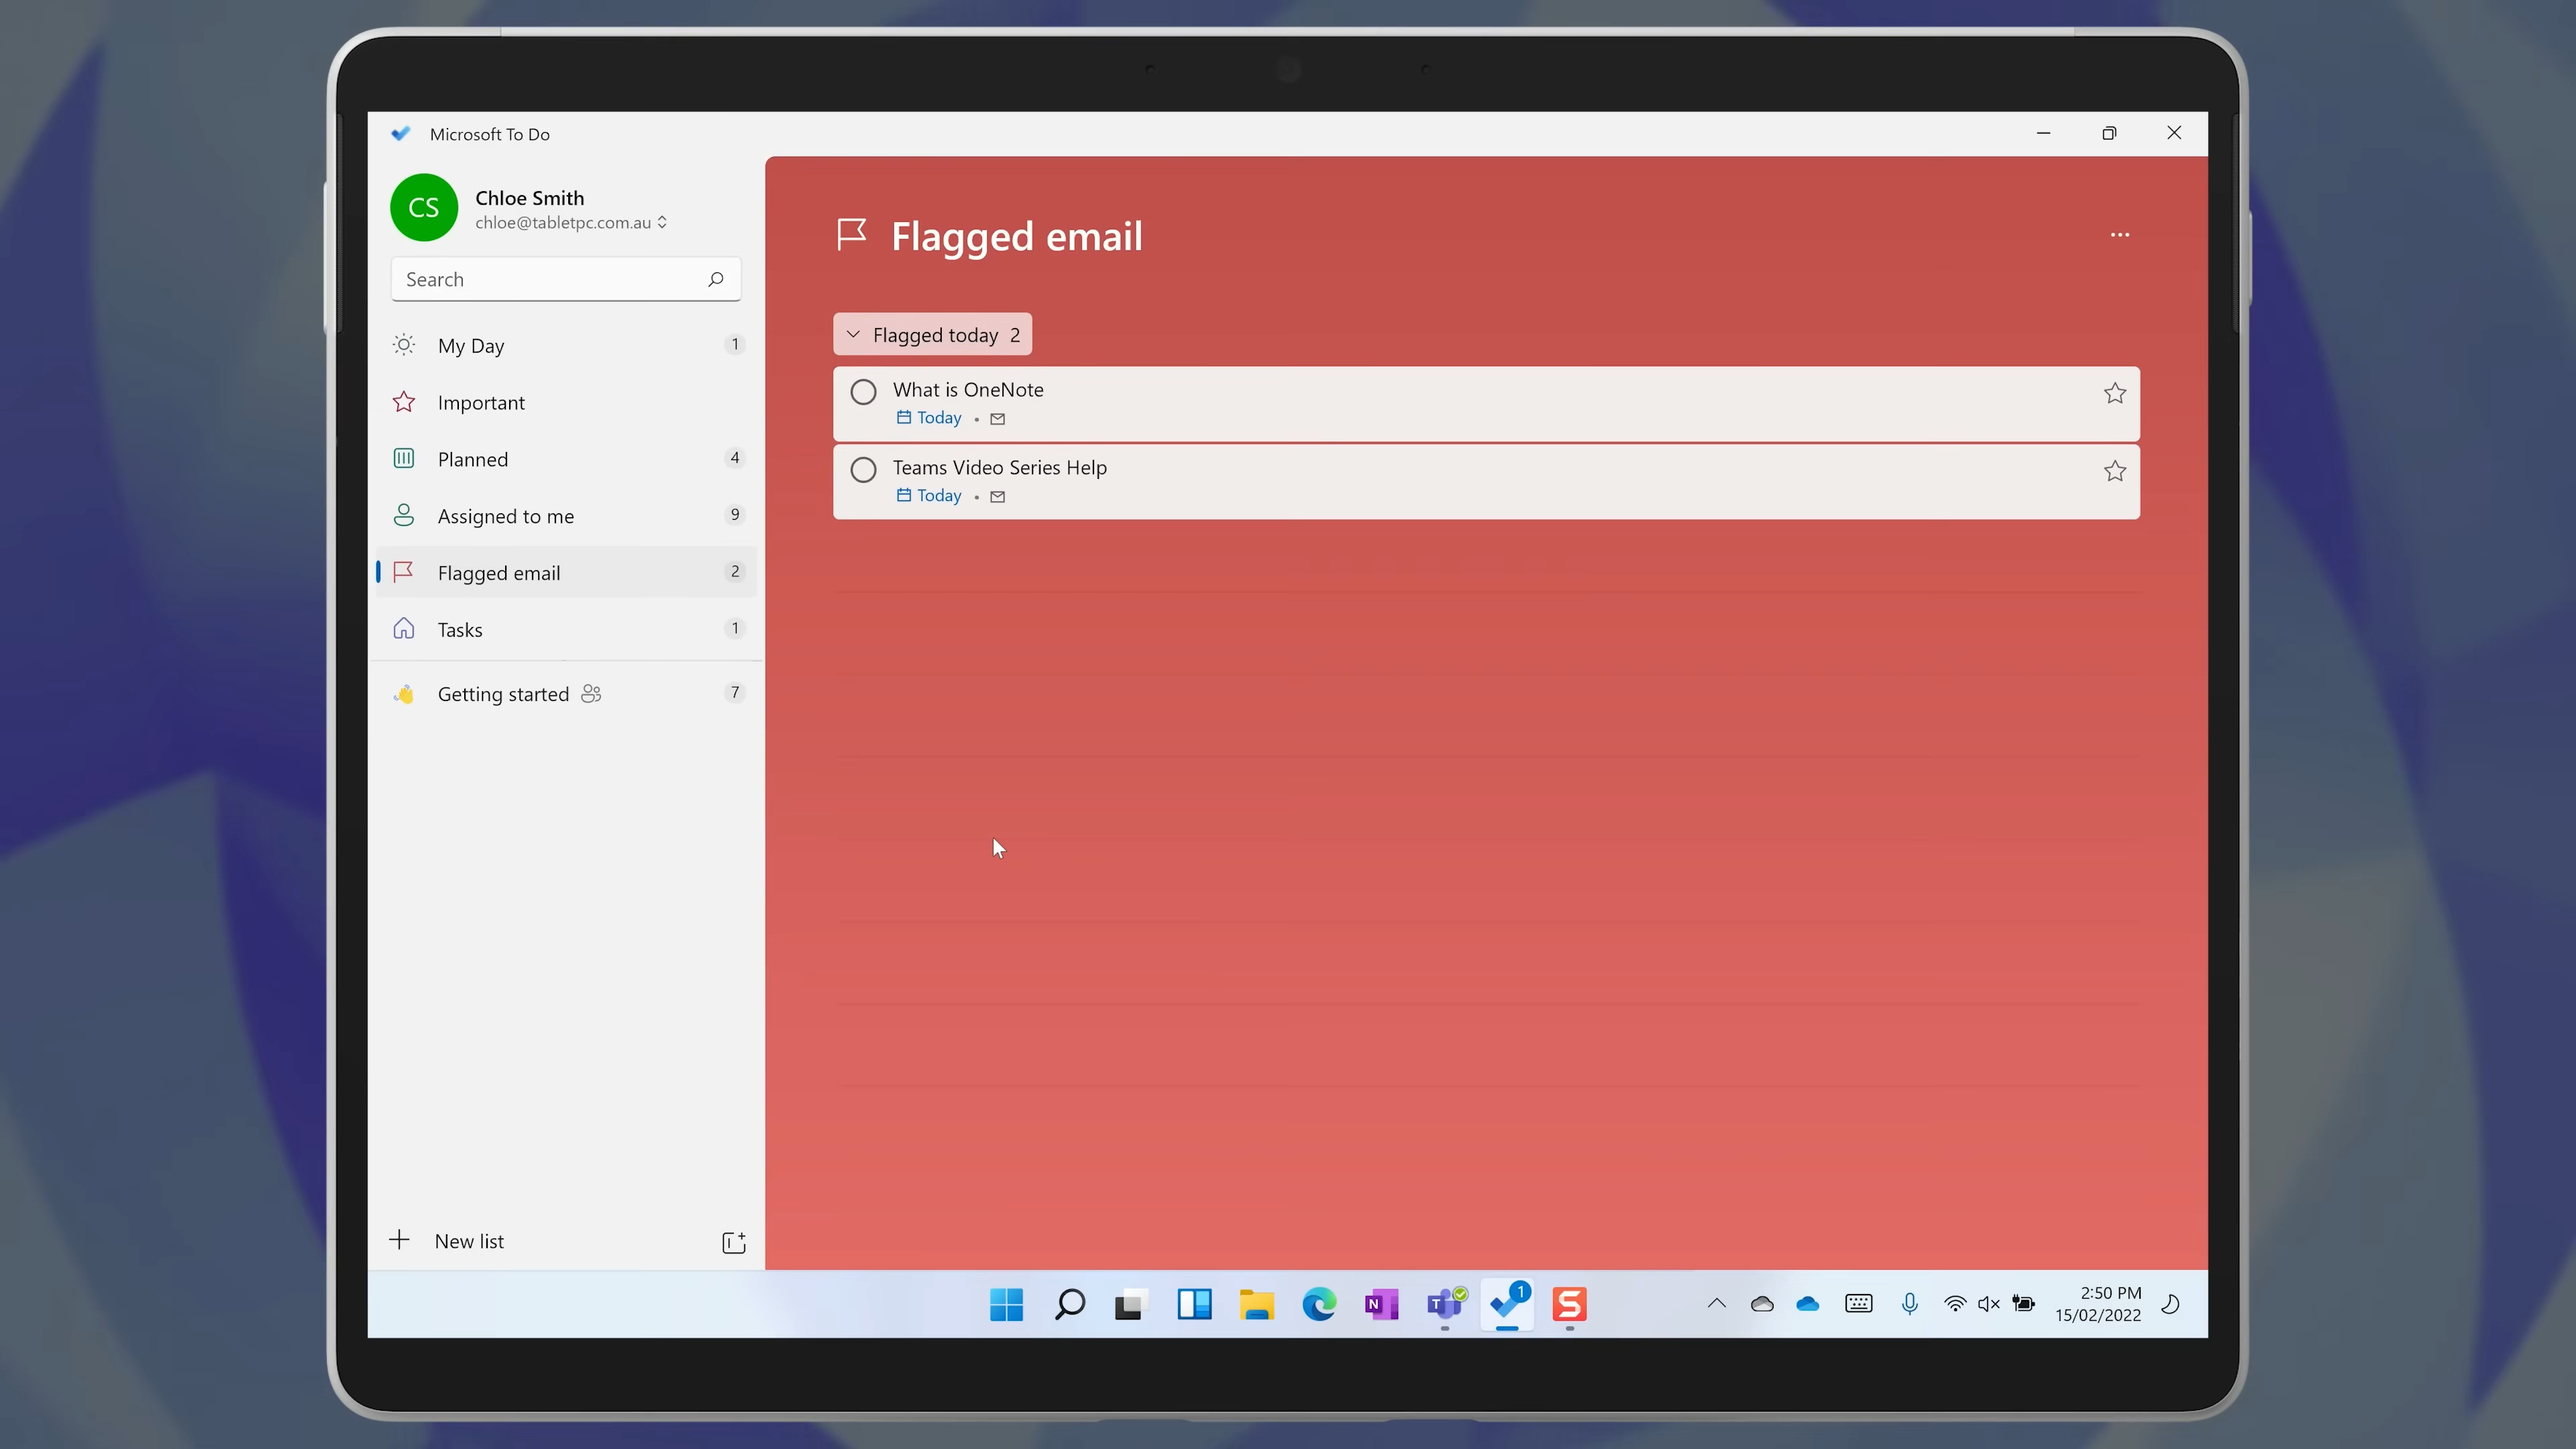 Microsoft To Do
CS
Chloe Smith
chloe@tabletpc.com.au
Search
My Day 1
Important
Planned 4
Assigned to me 9
Flagged email 2
Tasks 1
Getting started 7
New list
Flagged email
Flagged today 2
What is OneNote
Today
Teams Video Series Help
Today
N
T
1
S
2:50 PM
15/02/2022